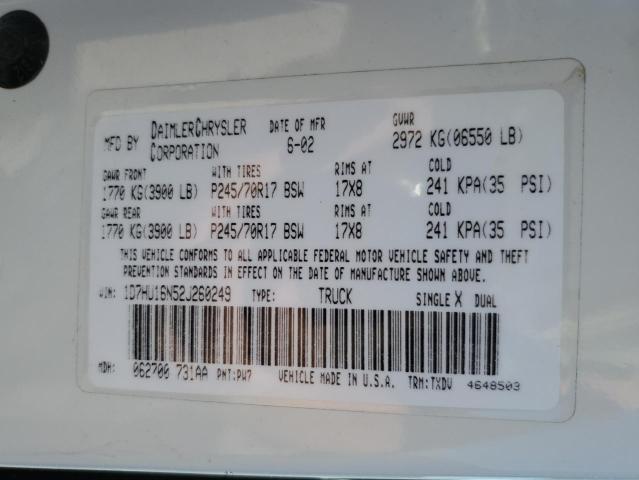 MFD BY DAIMLERCHRYSLER CORPORATION DATE OF MFR 6-02 GVWR 2972 KG(06550 LB)
GAWR FRONT WITH TIRES RIMS AT COLD
1770 KG(3900 LB) P245/70R17 BSW 17X8 241 KPA(35 PSI)
GAWR REAR WITH TIRES RIMS AT COLD
1770 KG(3900 LB) P245/70R17 BSW 17X8 241 KPA(35 PSI)
THIS VEHICLE CONFORMS TO ALL APPLICABLE FEDERAL MOTOR VEHICLE SAFETY AND THEFT
PREVENTION STANDARDS IN EFFECT ON THE DATE OF MANUFACTURE SHOWN ABOVE.
VIN: 1D7HU16N52J260249 TYPE: TRUCK SINGLE X DUAL
MDH: 062700 731AA PNT:PW7 VEHICLE MADE IN U.S.A. TRM:TXDV 4648503